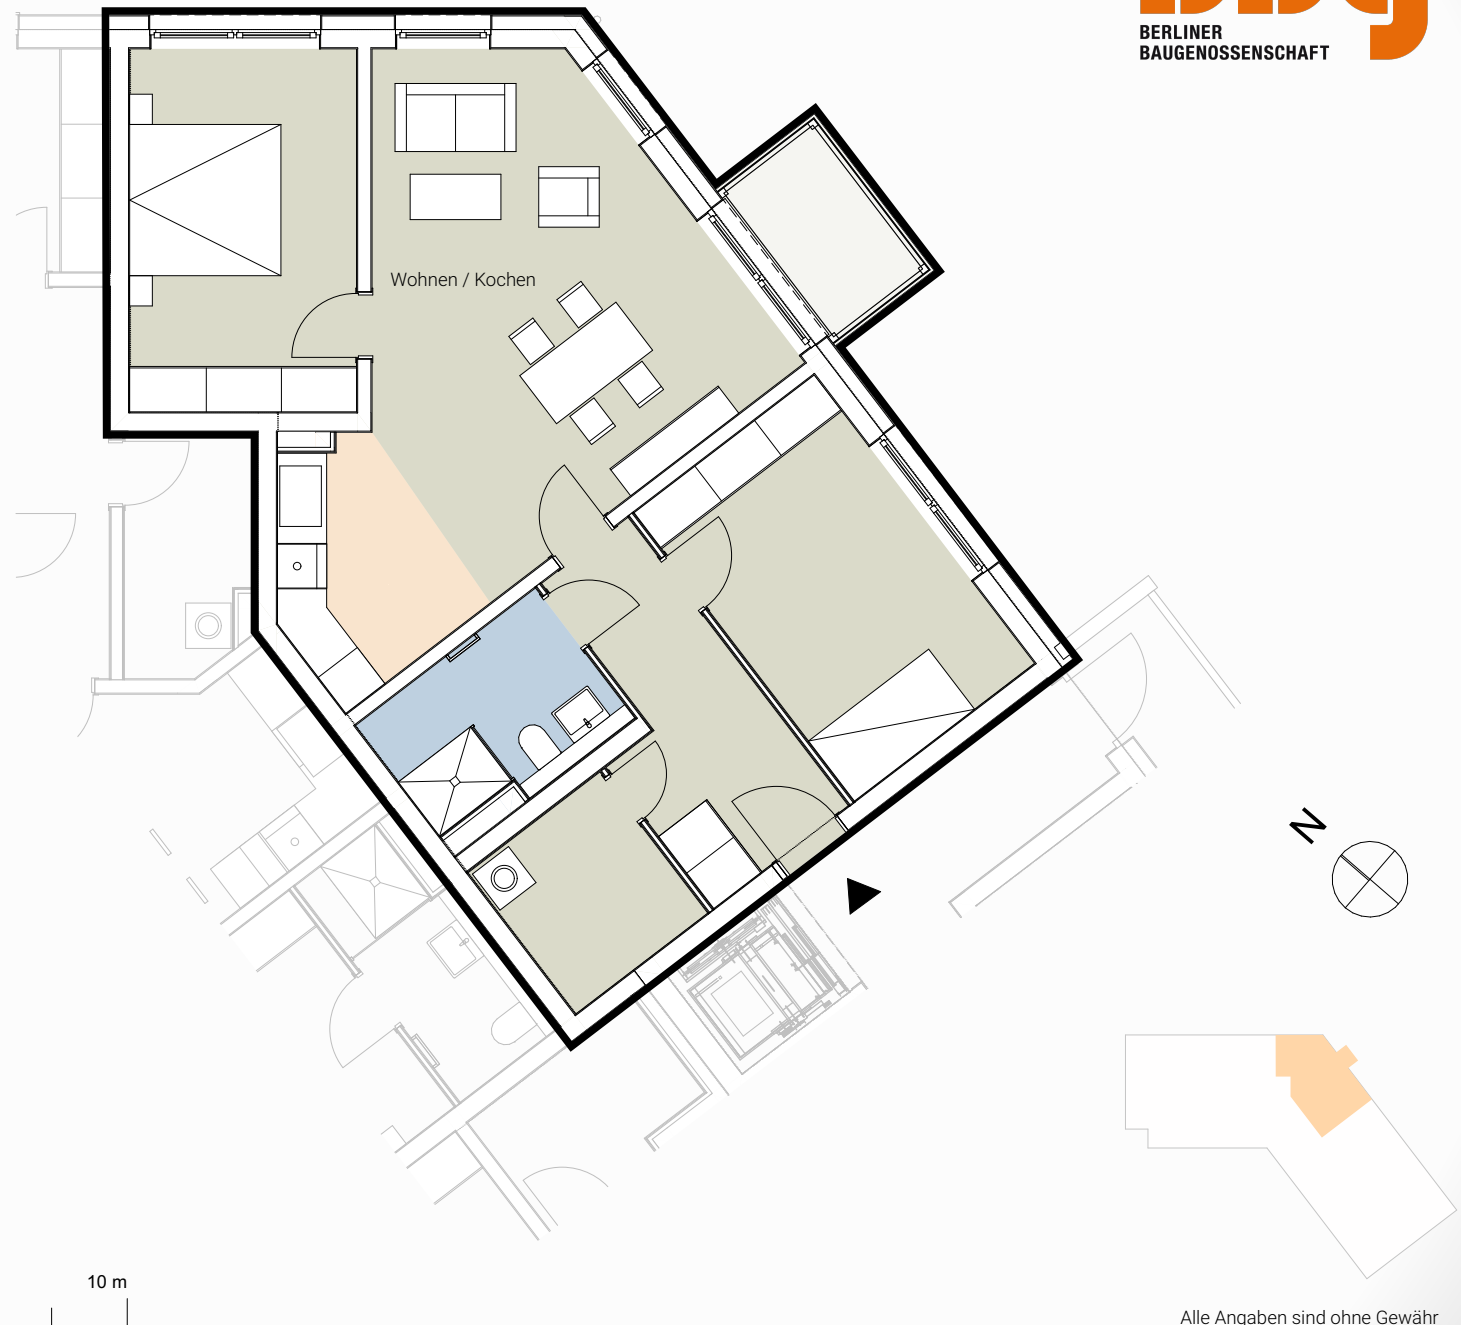 BERLINER
BAUGENOSSENSCHAFT
Wohnen / Kochen
N
10 m
Alle Angaben sind ohne Gewähr